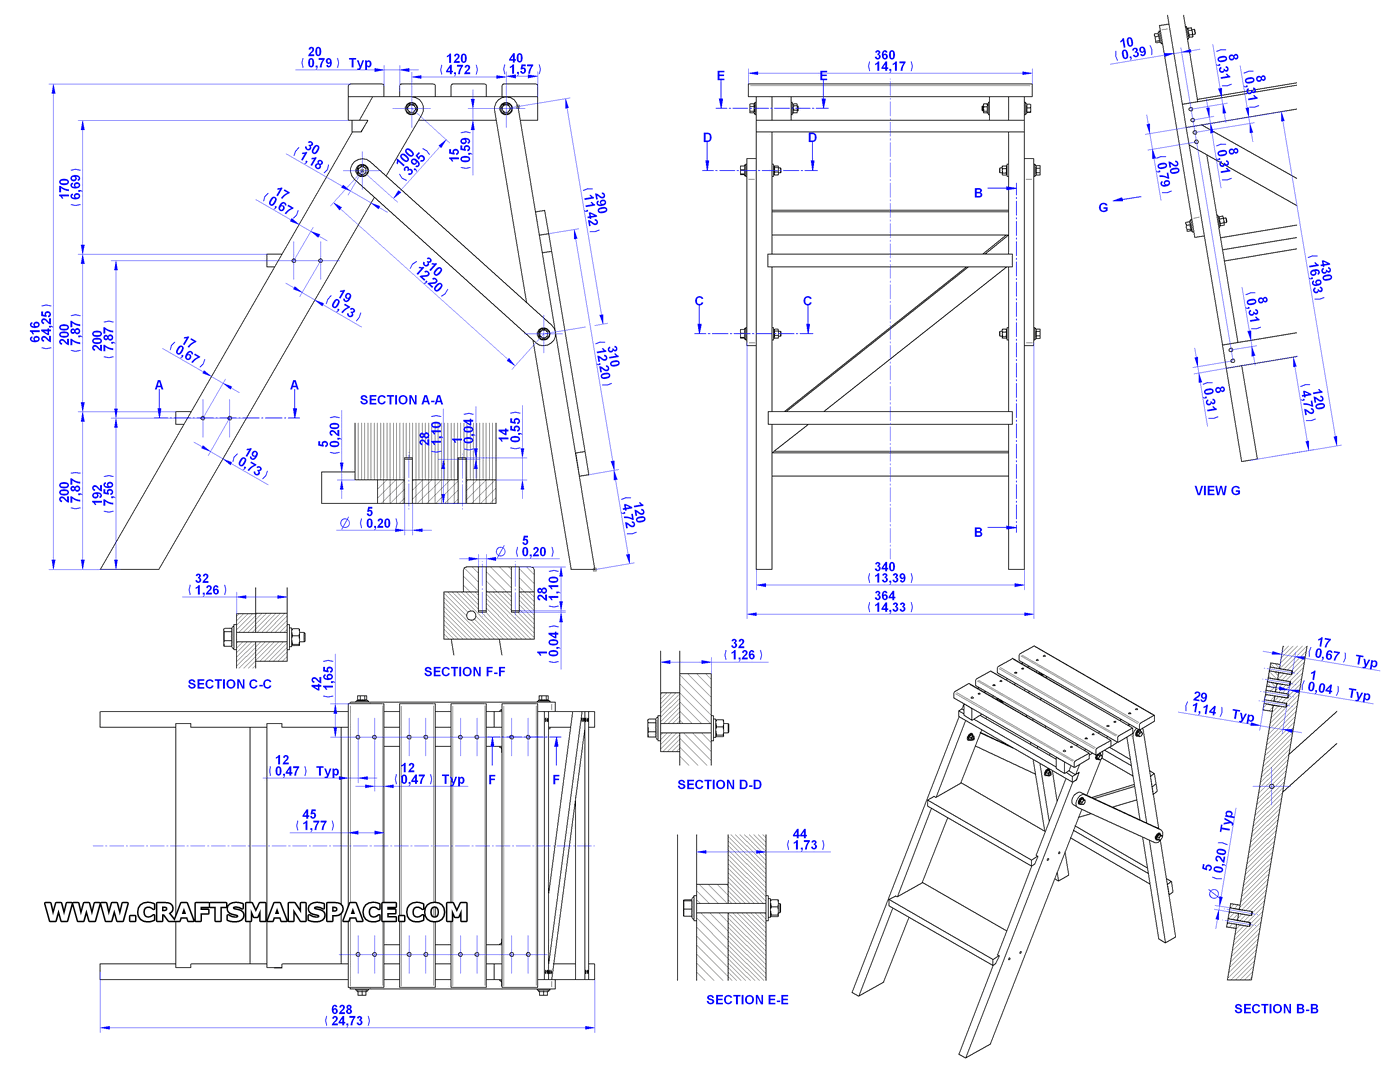 20
( 0,79 ) Typ
120
( 4,72 )
40
( 1,57 )
616
( 24,25 )
170
( 6,69 )
200
( 7,87 )
200
( 7,87 )
200
( 7,87 )
192
( 7,56 )
30
( 1,18 )
100
( 3,95 )
15
( 0,59 )
17
( 0,67 )
19
( 0,73 )
17
( 0,67 )
19
( 0,73 )
310
( 12,20 )
290
( 11,42 )
310
( 12,20 )
120
( 4,72 )
A
A
SECTION A-A
5
( 0,20 )
28
( 1,10 )
1
( 0,04 )
14
( 0,55 )
5
Ø ( 0,20 )
360
( 14,17 )
E
E
D
D
C
C
B
B
340
( 13,39 )
364
( 14,33 )
10
( 0,39 )
8
( 0,31 )
8
( 0,31 )
8
( 0,31 )
20
( 0,79 )
G
430
( 16,93 )
8
( 0,31 )
8
( 0,31 )
120
( 4,72 )
VIEW G
32
( 1,26 )
SECTION C-C
5
Ø ( 0,20 )
28
( 1,10 )
1
( 0,04 )
SECTION F-F
42
( 1,65 )
12
( 0,47 ) Typ
12
( 0,47 ) Typ
F
F
45
( 1,77 )
WWW.CRAFTSMANSPACE.COM
628
( 24,73 )
32
( 1,26 )
SECTION D-D
44
( 1,73 )
SECTION E-E
17
( 0,67 ) Typ
1
( 0,04 ) Typ
29
( 1,14 ) Typ
5
Ø ( 0,20 ) Typ
SECTION B-B